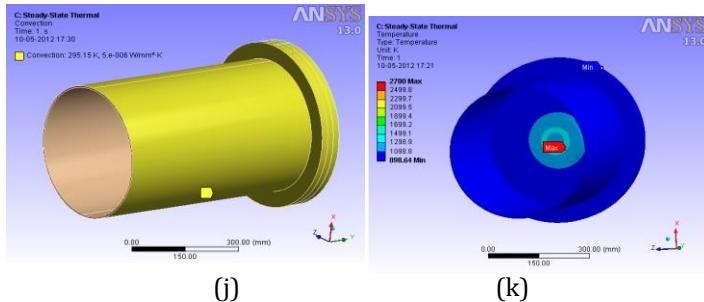 C: Steady-State Thermal
Convection
Time: 1. s
10-05-2012 17:30
Convection: 295.15 K, 5.e-006 W/mm²·K
ANSYS
13.0
X
Z
Y
0.00
300.00 (mm)
150.00
(j)
C: Steady-State Thermal
Temperature
Type: Temperature
Unit: K
Time: 1
10-05-2012 17:21
2700 Max
2499.8
2299.7
2099.5
1899.4
1699.2
1499.1
1298.9
1098.8
898.64 Min
ANSYS
13.0
Min
Max
X
Z
Y
0.00
300.00 (mm)
150.00
(k)